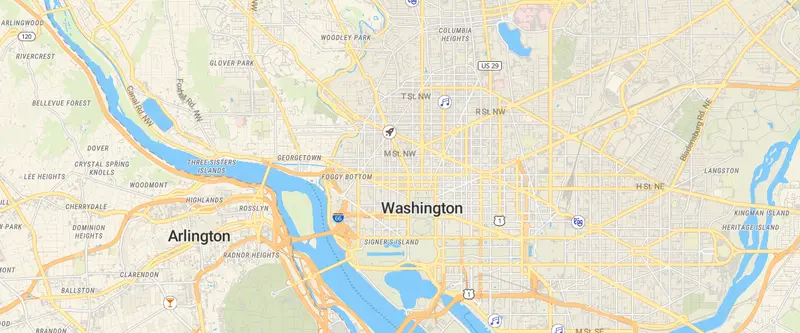 ARLINGWOOD
120
RIVERCREST
WOODLEY PARK
COLUMBIA
HEIGHTS
GLOVER PARK
US 29
Canal Rd. NW
Foxhall Rd. NW
BELLEVUE FOREST
T St. NW
R St. NW
Bladensburg Rd. NE
DOVER
CRYSTAL SPRING
KNOLLS
THREE SISTERS
ISLANDS
GEORGETOWN
M St. NW
LEE HEIGHTS
WOODMONT
FOGGY BOTTOM
LANGSTON
H St. NE
CHERRYDALE
HIGHLANDS
ROSSLYN
Washington
KINGMAN ISLAND
HERITAGE ISLAND
66
1
DOMINION
HEIGHTS
Arlington
SIGNER'S ISLAND
BALLSTON
CLARENDON
RADNOR HEIGHTS
BRANDON
1
M St. SE